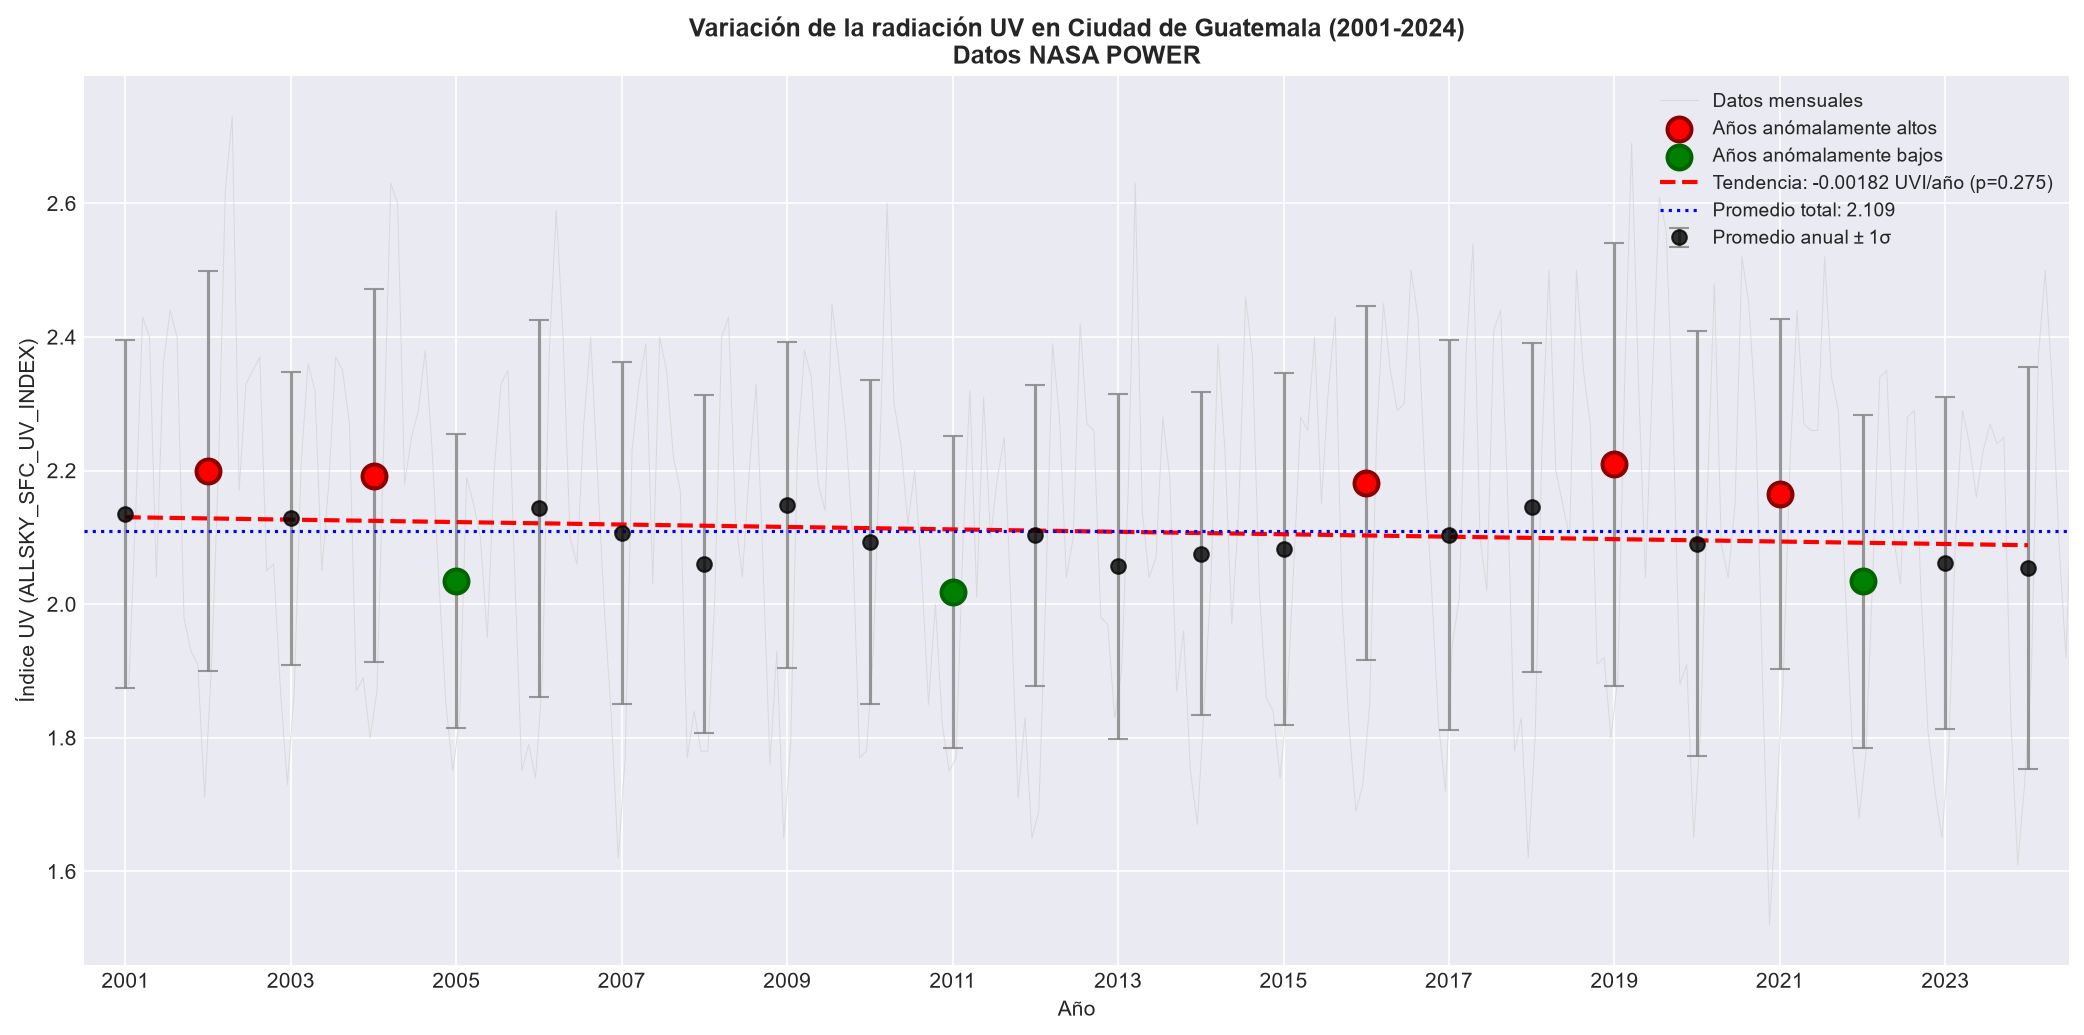 Variación de la radiación UV en Ciudad de Guatemala (2001-2024)
Datos NASA POWER
Datos mensuales
Años anómalamente altos
Años anómalamente bajos
Tendencia: -0.00182 UVI/año (p=0.275)
Promedio total: 2.109
Promedio anual ± 1σ
Índice UV (ALLSKY_SFC_UV_INDEX)
2.6
2.4
2.2
2.0
1.8
1.6
2001 2003 2005 2007 2009 2011 2013 2015 2017 2019 2021 2023
Año